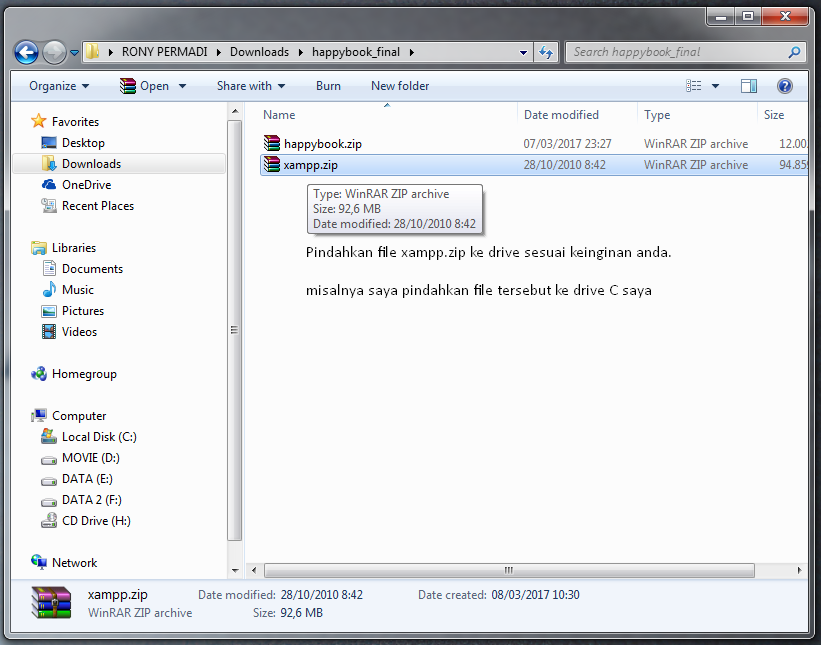 RONY PERMADI Downloads happybook_final
Search happybook_final
Organize Open Share with Burn New folder
Favorites
Desktop
Downloads
OneDrive
Recent Places
Libraries
Documents
Music
Pictures
Videos
Homegroup
Computer
Local Disk (C:)
MOVIE (D:)
DATA (E:)
DATA 2 (F:)
CD Drive (H:)
Network
Name Date modified Type Size
happybook.zip 07/03/2017 23:27 WinRAR ZIP archive 12.00
xampp.zip 28/10/2010 8:42 WinRAR ZIP archive 94.859
Type: WinRAR ZIP archive
Size: 92,6 MB
Date modified: 28/10/2010 8:42
Pindahkan file xampp.zip ke drive sesuai keinginan anda.
misalnya saya pindahkan file tersebut ke drive C saya
xampp.zip Date modified: 28/10/2010 8:42 Date created: 08/03/2017 10:30
WinRAR ZIP archive Size: 92,6 MB